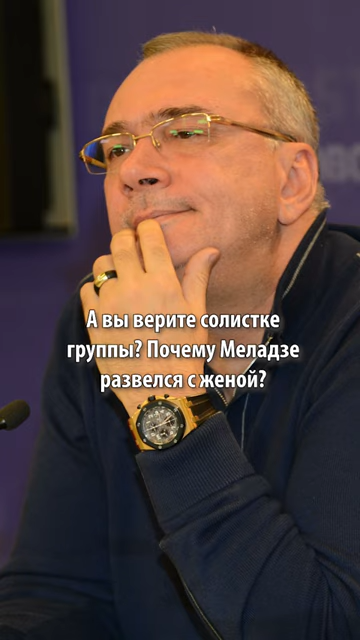 А вы верите солистке
группы? Почему Меладзе
развелся с женой?